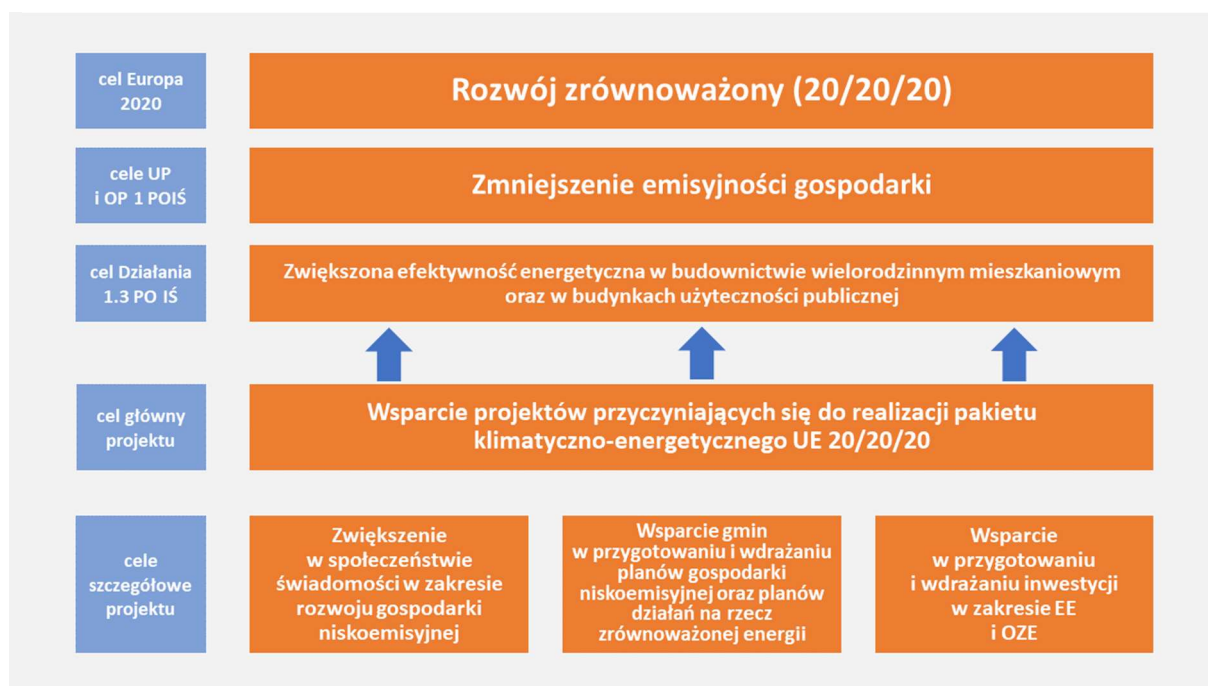 cel Europa
2020
Rozwój zrównoważony (20/20/20)
cele UP
i OP 1 POIŚ
Zmniejszenie emisyjności gospodarki
cel Działania
1.3 PO IŚ
Zwiększona efektywność energetyczna w budownictwie wielorodzinnym mieszkaniowym
oraz w budynkach użyteczności publicznej
cel główny
projektu
Wsparcie projektów przyczyniających się do realizacji pakietu
klimatyczno-energetycznego UE 20/20/20
cele
szczegółowe
projektu
Zwiększenie
w społeczeństwie
świadomości w zakresie
rozwoju gospodarki
niskoemisyjnej
Wsparcie gmin
w przygotowaniu i wdrażaniu
planów gospodarki
niskoemisyjnej oraz planów
działań na rzecz
zrównoważonej energii
Wsparcie
w przygotowaniu
i wdrażaniu inwestycji
w zakresie EE
i OZE